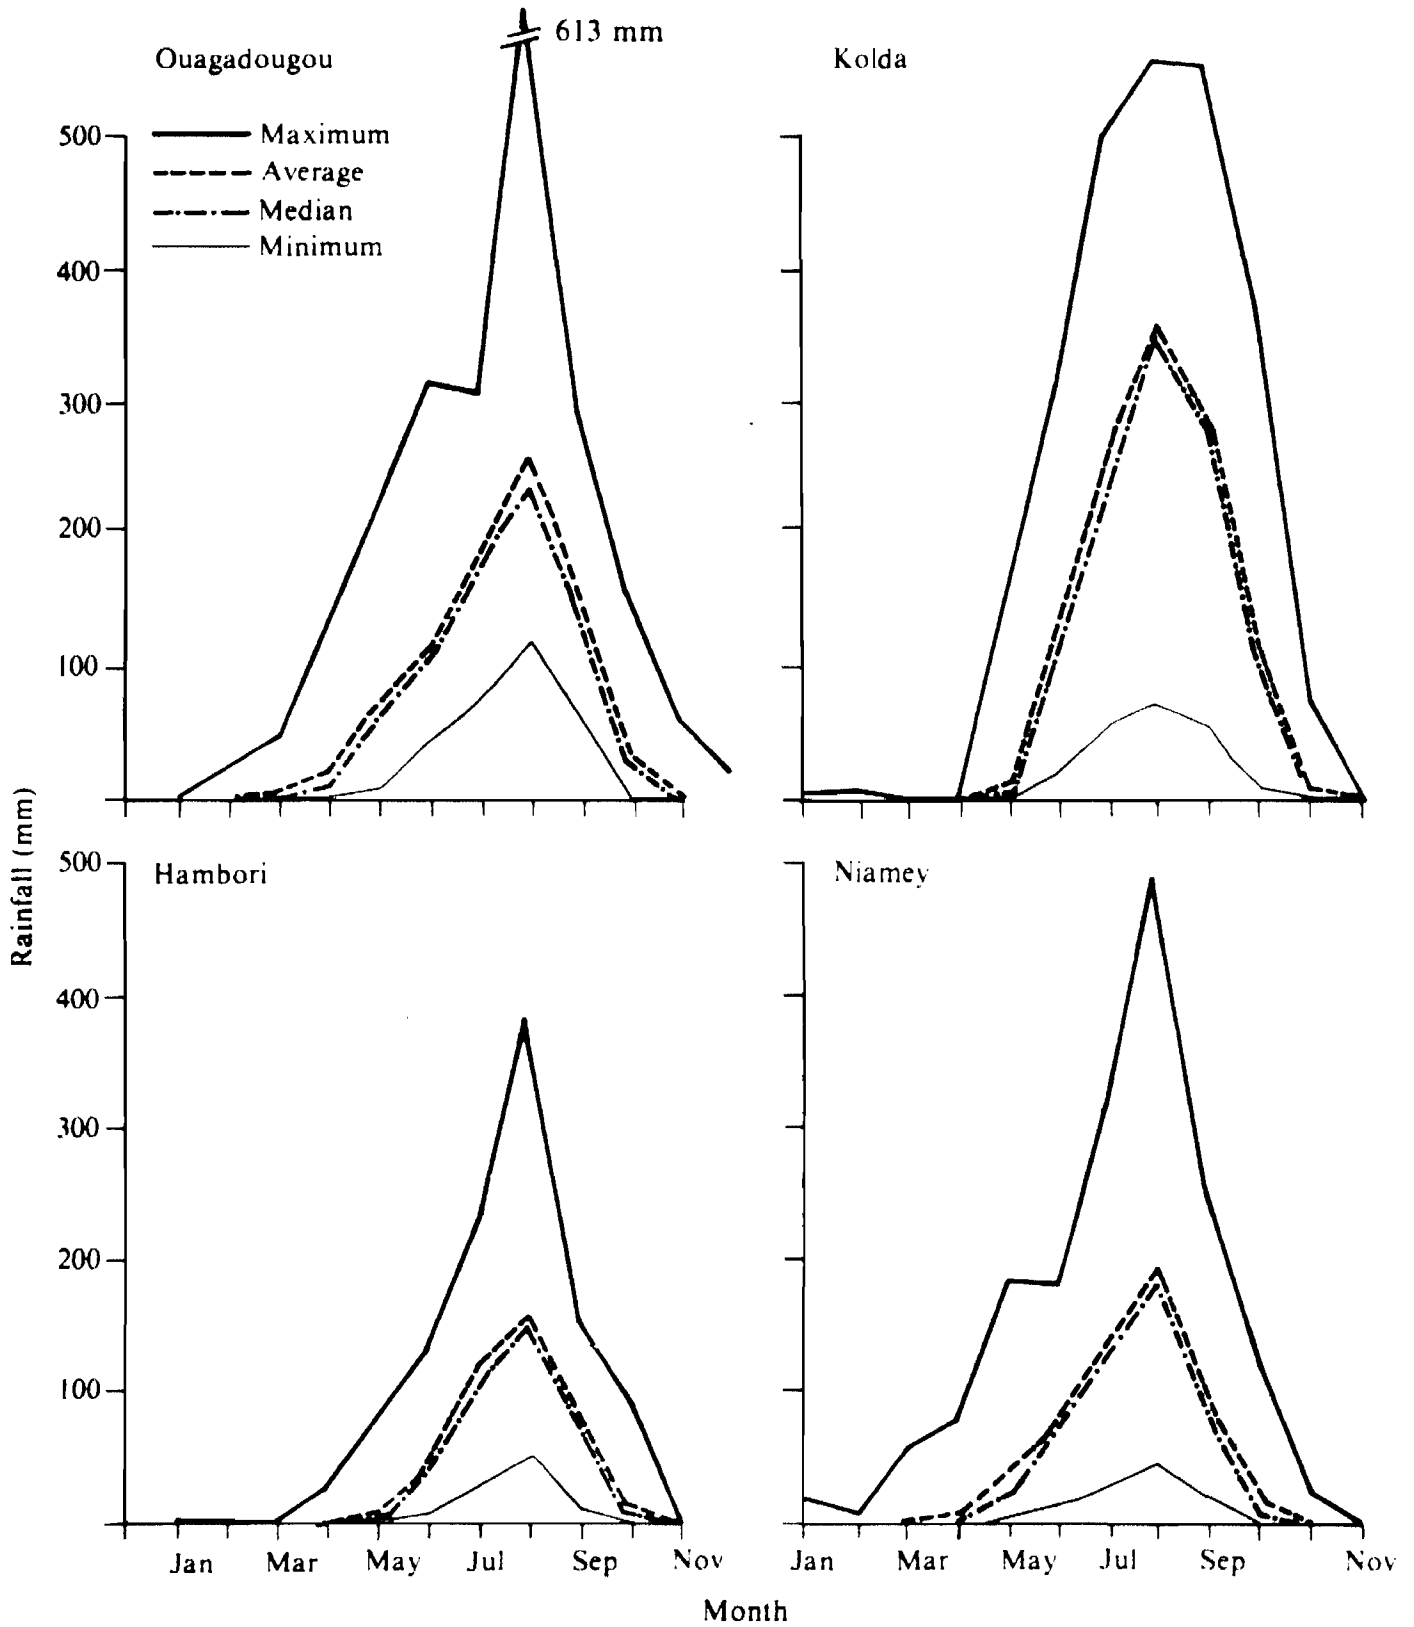 613 mm
Ouagadougou
Maximum
Average
Median
Minimum
500
400
300
200
100
Kolda
Rainfall (mm)
Hambori
500
400
300
200
100
Niamey
Jan Mar May Jul Sep Nov
Jan Mar May Jul Sep Nov
Month